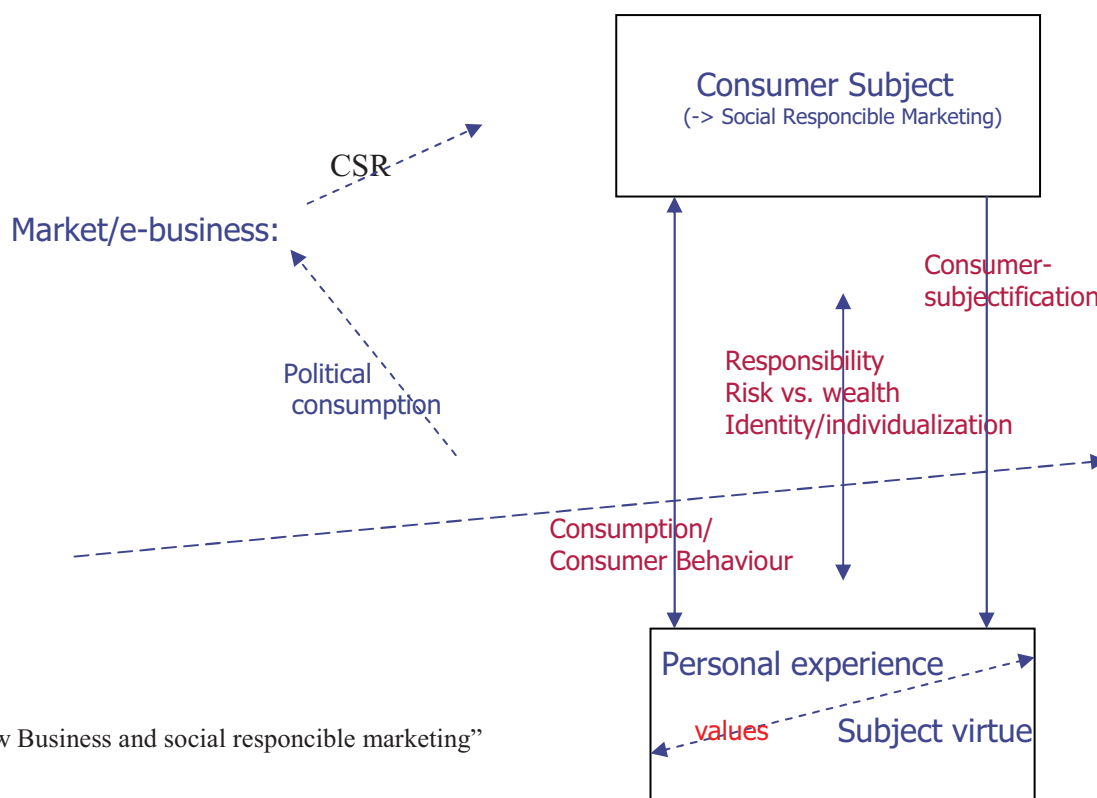 Consumer Subject
(-> Social Responcible Marketing)
CSR
Market/e-business:
Consumer-
subjectification
Responsibility
Risk vs. wealth
Identity/individualization
Political
consumption
Consumption/
Consumer Behaviour
Personal experience
values
Subject virtue
w Business and social responcible marketing”